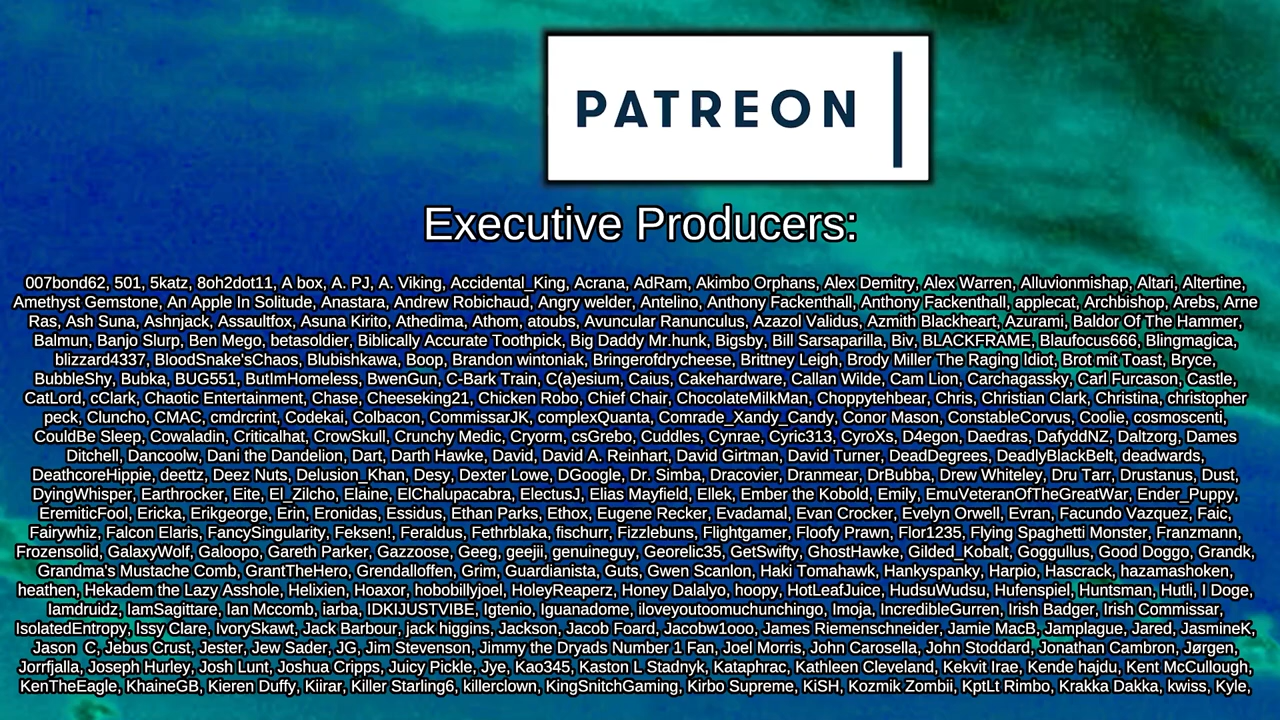 PATREON
Executive Producers:
007bond62, 501, 5katz, 8oh2dot11, A box, A. PJ, A. Viking, Accidental_King, Acrana, AdRam, Akimbo Orphans, Alex Demitry, Alex Warren, Alluvionmishap, Altari, Altertine,
Amethyst Gemstone, An Apple In Solitude, Anastara, Andrew Robichaud, Angry welder, Antelino, Anthony Fackenthall, Anthony Fackenthall, applecat, Archbishop, Arebs, Arne
Ras, Ash Suna, Ashnjack, Assaultfox, Asuna Kirito, Athedima, Athom, atoubs, Avuncular Ranunculus, Azazol Validus, Azmith Blackheart, Azurami, Baldor Of The Hammer,
Balmun, Banjo Slurp, Ben Mego, betasoldier, Biblically Accurate Toothpick, Big Daddy Mr.hunk, Bigsby, Bill Sarsaparilla, Biv, BLACKFRAME, Blaufocus666, Blingmagica,
blizzard4337, BloodSnake'sChaos, Blubishkawa, Boop, Brandon wintoniak, Bringerofdrycheese, Brittney Leigh, Brody Miller The Raging Idiot, Brot mit Toast, Bryce,
BubbleShy, Bubka, BUG551, ButImHomeless, BwenGun, C-Bark Train, C(a)esium, Caius, Cakehardware, Callan Wilde, Cam Lion, Carchagassky, Carl Furcason, Castle,
CatLord, cClark, Chaotic Entertainment, Chase, Cheeseking21, Chicken Robo, Chief Chair, ChocolateMilkMan, Choppytehbear, Chris, Christian Clark, Christina, christopher
peck, Cluncho, CMAC, cmdrcrint, Codekai, Colbacon, CommissarJK, complexQuanta, Comrade_Xandy_Candy, Conor Mason, ConstableCorvus, Coolie, cosmoscenti,
CouldBe Sleep, Cowaladin, Criticalhat, CrowSkull, Crunchy Medic, Cryorm, csGrebo, Cuddles, Cynrae, Cyric313, CyroXs, D4egon, Daedras, DafyddNZ, Daltzorg, Dames
Ditchell, Dancoolw, Dani the Dandelion, Dart, Darth Hawke, David, David A. Reinhart, David Girtman, David Turner, DeadDegrees, DeadlyBlackBelt, deadwards,
DeathcoreHippie, deettz, Deez Nuts, Delusion_Khan, Desy, Dexter Lowe, DGoogle, Dr. Simba, Dracovier, Dranmear, DrBubba, Drew Whiteley, Dru Tarr, Drustanus, Dust,
DyingWhisper, Earthrocker, Eite, El_Zilcho, Elaine, ElChalupacabra, ElectusJ, Elias Mayfield, Ellek, Ember the Kobold, Emily, EmuVeteranOfTheGreatWar, Ender_Puppy,
EremiticFool, Ericka, Erikgeorge, Erin, Eronidas, Essidus, Ethan Parks, Ethox, Eugene Recker, Evadamal, Evan Crocker, Evelyn Orwell, Evran, Facundo Vazquez, Faic,
Fairywhiz, Falcon Elaris, FancySingularity, Feksen!, Feraldus, Fethrblaka, fischurr, Fizzlebuns, Flightgamer, Floofy Prawn, Flor1235, Flying Spaghetti Monster, Franzmann,
Frozensolid, GalaxyWolf, Galoopo, Gareth Parker, Gazzoose, Geeg, geejii, genuineguy, Georelic35, GetSwifty, GhostHawke, Gilded_Kobalt, Goggullus, Good Doggo, Grandk,
Grandma's Mustache Comb, GrantTheHero, Grendalloffen, Grim, Guardianista, Guts, Gwen Scanlon, Haki Tomahawk, Hankyspanky, Harpio, Hascrack, hazamashoken,
heathen, Hekadem the Lazy Asshole, Helixien, Hoaxor, hobobillyjoel, HoleyReaperz, Honey Dalalyo, hoopy, HotLeafJuice, HudsuWudsu, Hufenspiel, Huntsman, Hutli, I Doge,
Iamdruidz, IamSagittare, Ian Mccomb, iarba, IDKIJUSTVIBE, Igtenio, Iguanadome, iloveyoutoomuchunchingo, Imoja, IncredibleGurren, Irish Badger, Irish Commissar,
IsolatedEntropy, Issy Clare, IvorySkawt, Jack Barbour, jack higgins, Jackson, Jacob Foard, Jacobw1ooo, James Riemenschneider, Jamie MacB, Jamplague, Jared, JasmineK,
Jason  C, Jebus Crust, Jester, Jew Sader, JG, Jim Stevenson, Jimmy the Dryads Number 1 Fan, Joel Morris, John Carosella, John Stoddard, Jonathan Cambron, Jørgen,
Jorrfjalla, Joseph Hurley, Josh Lunt, Joshua Cripps, Juicy Pickle, Jye, Kao345, Kaston L Stadnyk, Kataphrac, Kathleen Cleveland, Kekvit Irae, Kende hajdu, Kent McCullough,
KenTheEagle, KhaineGB, Kieren Duffy, Kiirar, Killer Starling6, killerclown, KingSnitchGaming, Kirbo Supreme, KiSH, Kozmik Zombii, KptLt Rimbo, Krakka Dakka, kwiss, Kyle,